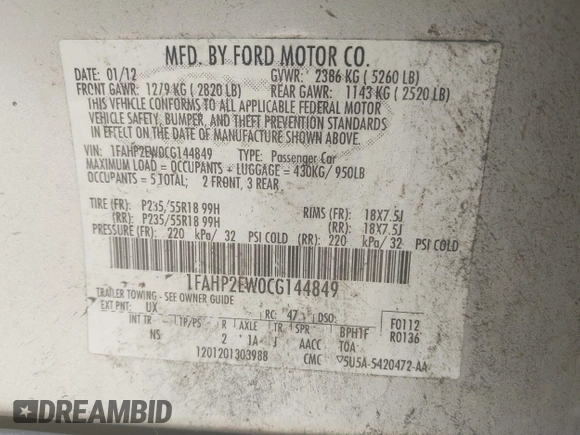 MFD. BY FORD MOTOR CO.
DATE: 01/12 GVWR: 2386 KG ( 5260 LB)
FRONT GAWR: 1279 KG ( 2820 LB) REAR GAWR: 1143 KG ( 2520 LB)
THIS VEHICLE CONFORMS TO ALL APPLICABLE FEDERAL MOTOR
VEHICLE SAFETY, BUMPER, AND THEFT PREVENTION STANDARDS
IN EFFECT ON THE DATE OF MANUFACTURE SHOWN ABOVE.
VIN: 1FAHP2EW0CG144849 TYPE: Passenger Car
MAXIMUM LOAD = OCCUPANTS + LUGGAGE = 430KG/ 950LB
OCCUPANTS = 5 TOTAL; 2 FRONT, 3 REAR
TIRE (FR): P235/55R18 99H RIMS (FR): 18X7.5J
(RR): P235/55R18 99H (RR): 18X7.5J
PRESSURE (FR): 220 kPa/ 32 PSI COLD (RR): 220 kPa/ 32 PSI COLD
1FAHP2EW0CG144849
TRAILER TOWING - SEE OWNER GUIDE
EXT PNT: UX RC: 47 DSO: F0112
INT TR TP/PS R AXLE TR SPR BPH1F R0136
NS 2 1A J AACC TOA
1201201303988 CMC ▽5U5A-5420472-AA
DREAMBID